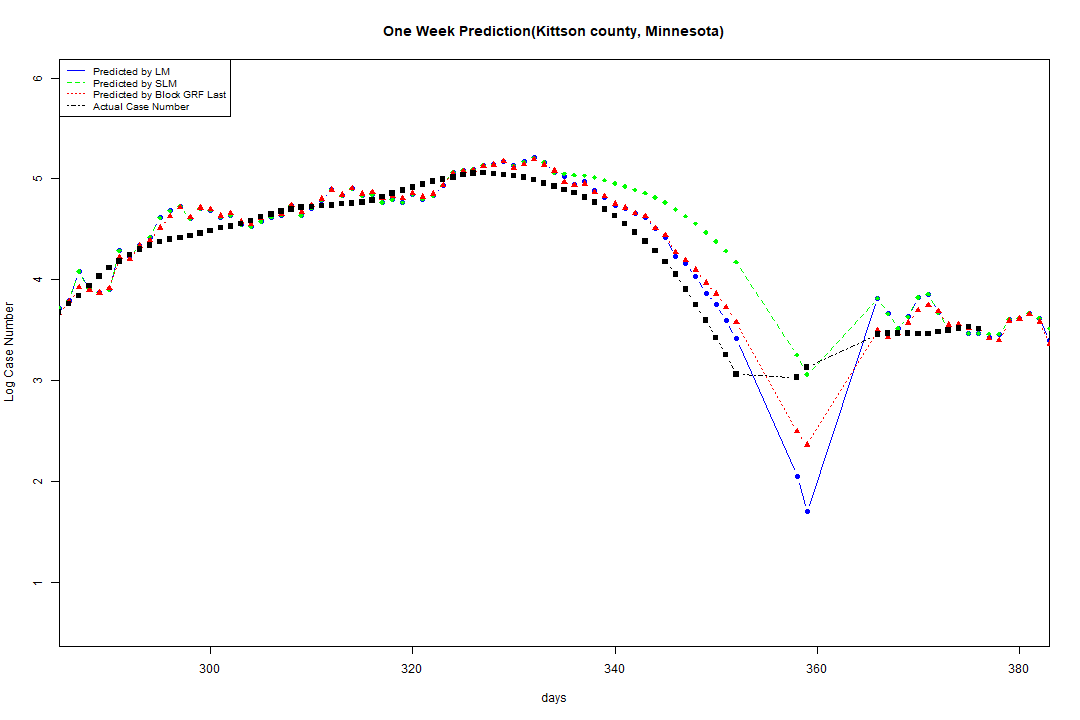 One Week Prediction(Kittson county, Minnesota)
Predicted by LM
Predicted by SLM
Predicted by Block GRF Last
Actual Case Number
6
5
4
3
2
1
Log Case Number
300 320 340 360 380
days